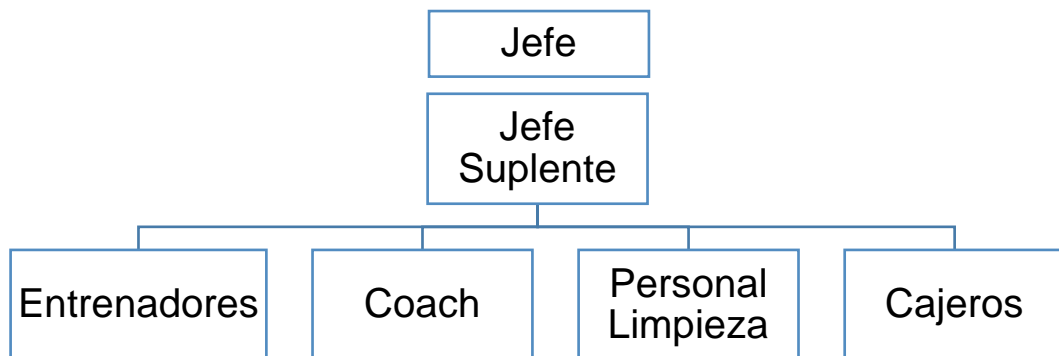 Jefe
Jefe
Suplente
Entrenadores
Coach
Personal
Limpieza
Cajeros